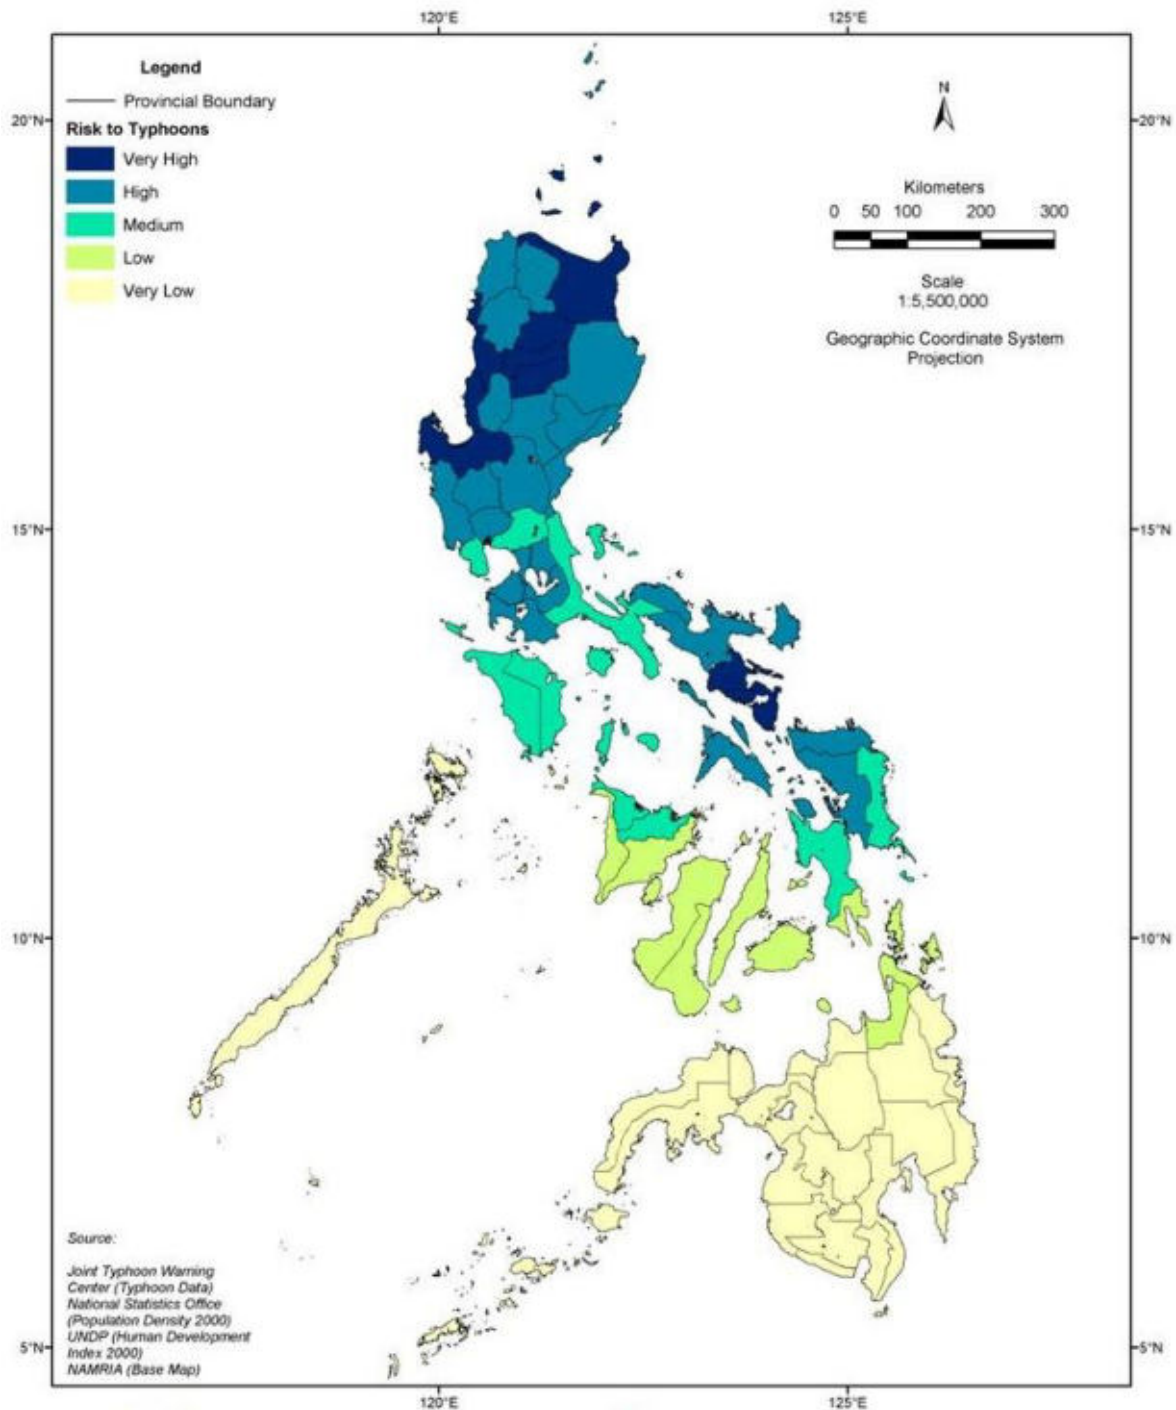 120°E 125°E
Legend
Provincial Boundary
Risk to Typhoons
Very High
High
Medium
Low
Very Low
N
Kilometers
0 50 100 200 300
Scale
1:5,500,000
Geographic Coordinate System
Projection
20°N 20°N
15°N 15°N
10°N 10°N
5°N 5°N
Source:
Joint Typhoon Warning
Center (Typhoon Data)
National Statistics Office
(Population Density 2000)
UNDP (Human Development
Index 2000)
NAMRIA (Base Map)
120°E 125°E